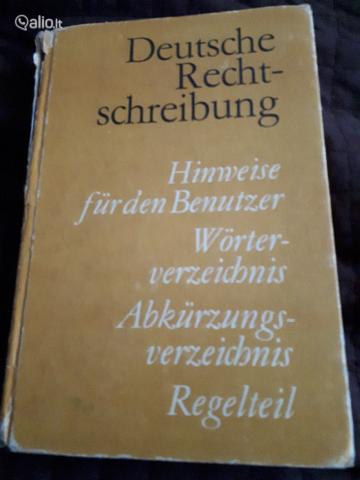 alio.lt
Deutsche
Recht-
schreibung
Hinweise
für den Benutzer
Wörter-
verzeichnis
Abkürzungs-
verzeichnis
Regelteil